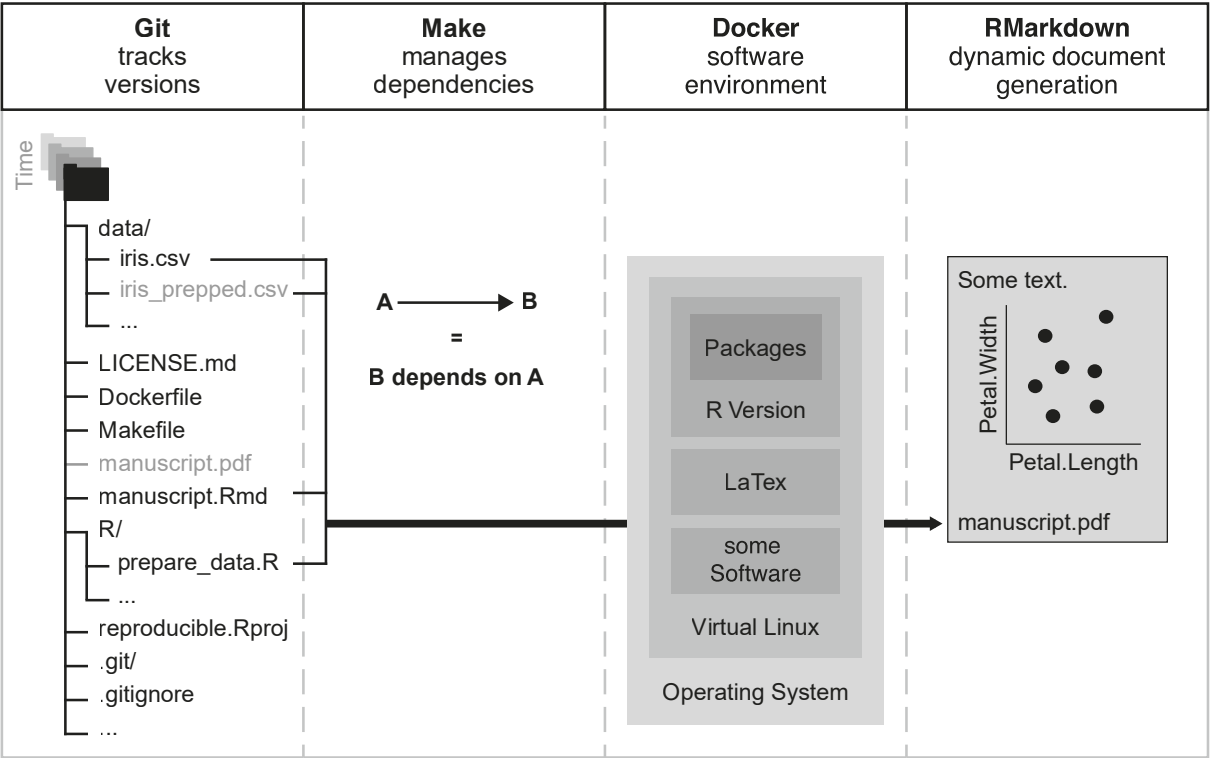 Git
tracks
versions
Make
manages
dependencies
Docker
software
environment
RMarkdown
dynamic document
generation
Time
data/
iris.csv
iris_prepped.csv
...
LICENSE.md
Dockerfile
Makefile
manuscript.pdf
manuscript.Rmd
R/
prepare_data.R
...
reproducible.Rproj
.git/
.gitignore
...
A B
=
B depends on A
Packages
R Version
LaTex
some
Software
Virtual Linux
Operating System
Some text.
Petal.Width
Petal.Length
manuscript.pdf